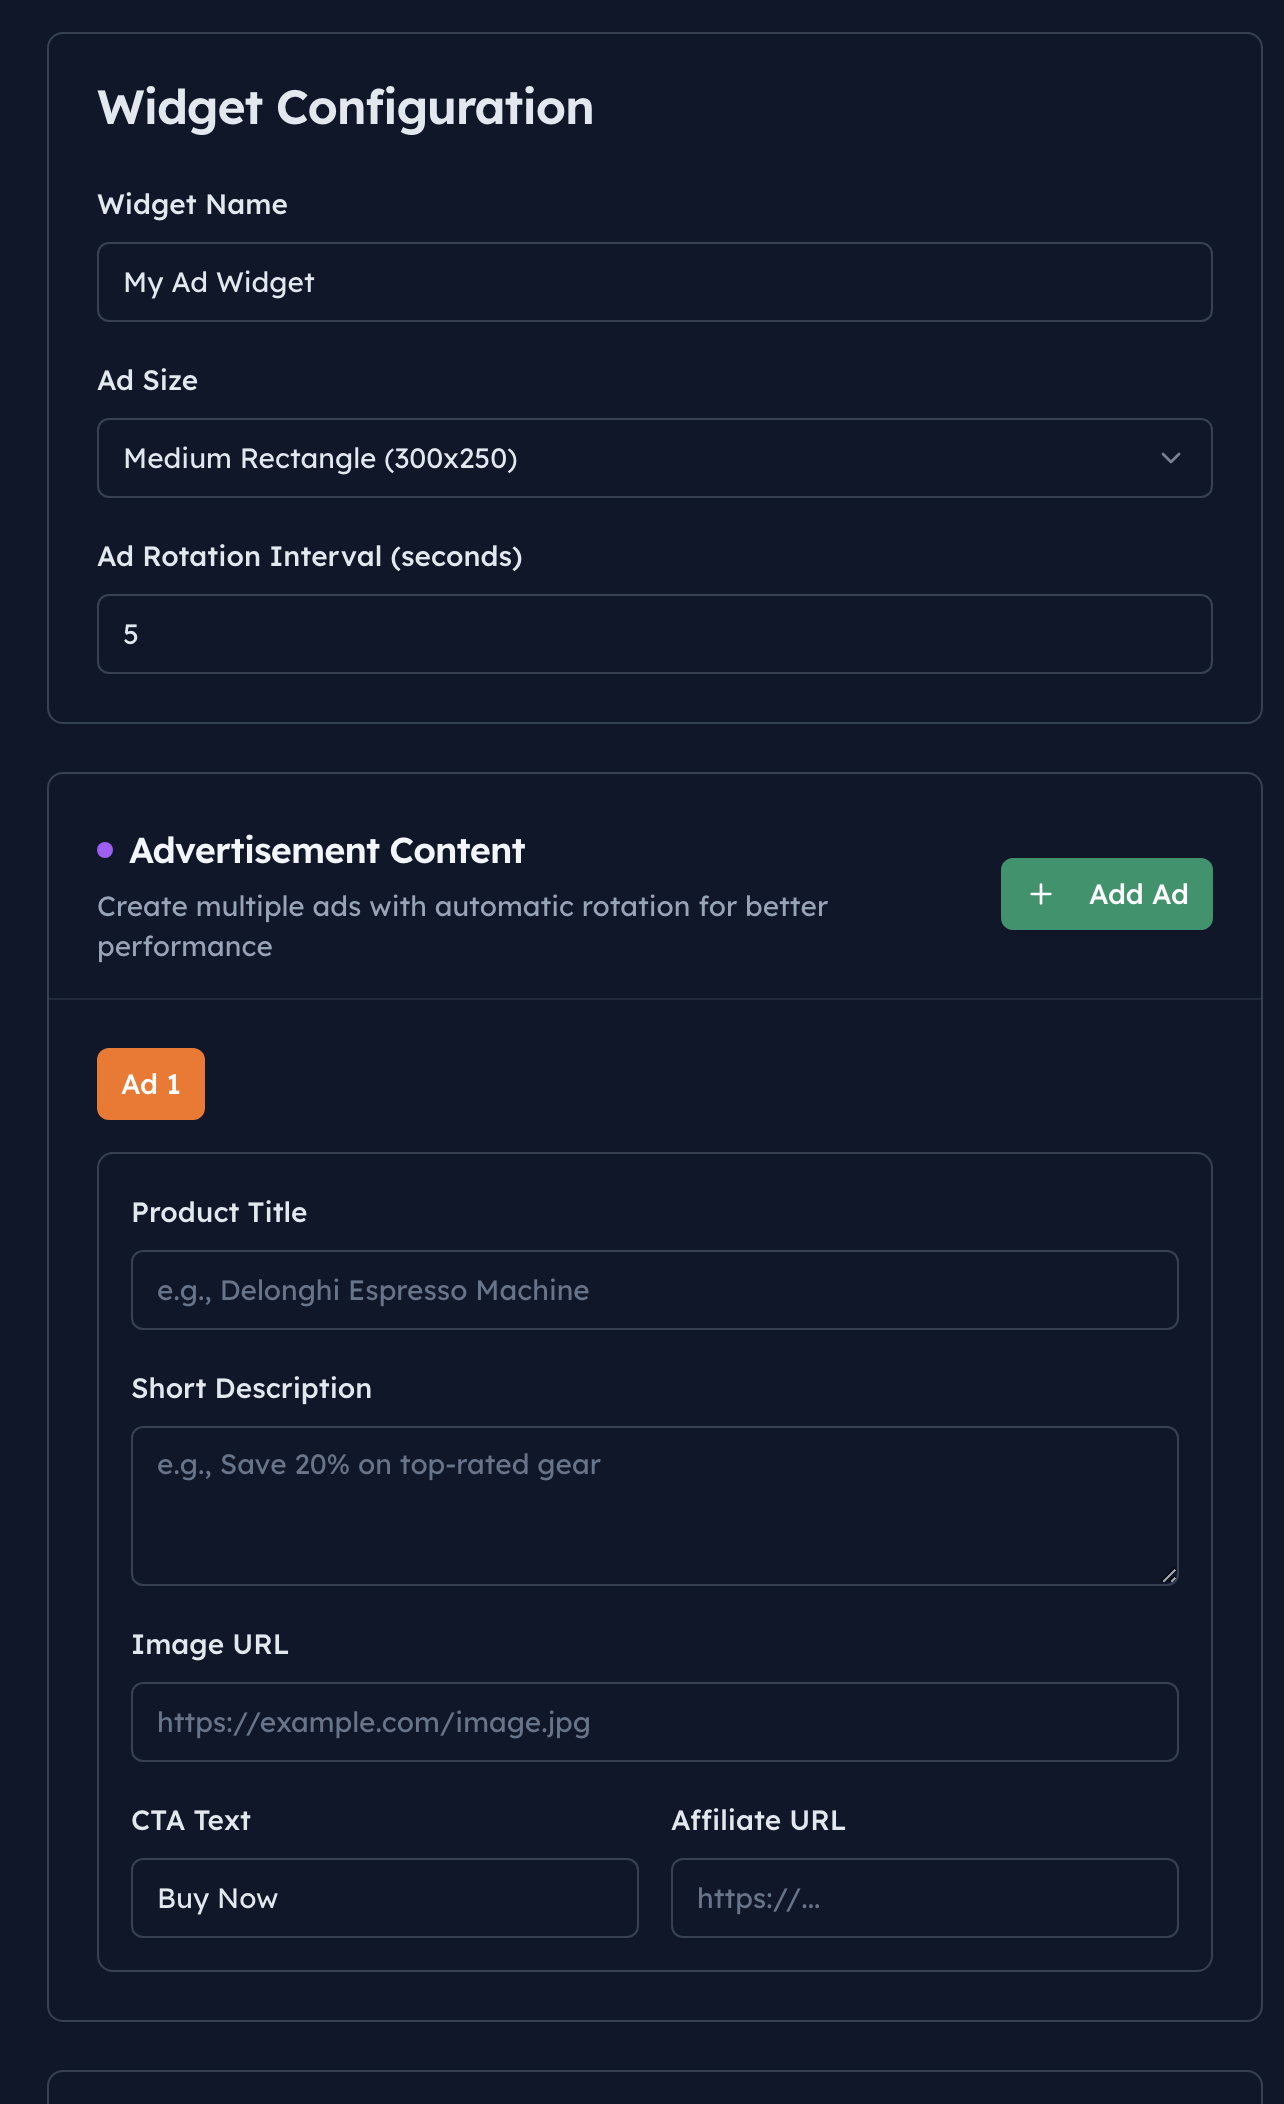 Widget Configuration
Widget Name
My Ad Widget
Ad Size
Medium Rectangle (300x250)
Ad Rotation Interval (seconds)
5
Advertisement Content
Create multiple ads with automatic rotation for better
performance
+ Add Ad
Ad 1
Product Title
e.g., Delonghi Espresso Machine
Short Description
e.g., Save 20% on top-rated gear
Image URL
https://example.com/image.jpg
CTA Text
Buy Now
Affiliate URL
https://...